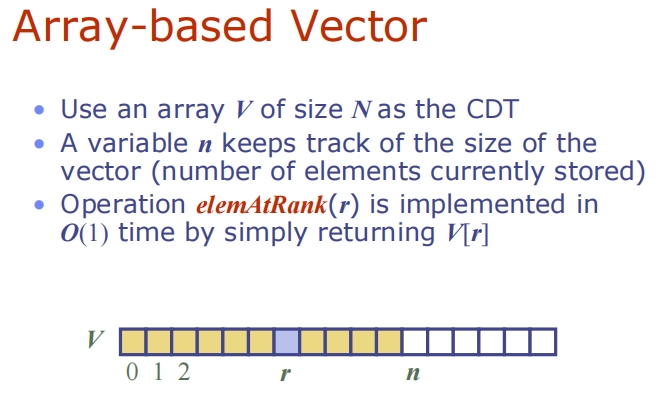 Array-based Vector
• Use an array V of size N as the CDT
• A variable n keeps track of the size of the
vector (number of elements currently stored)
• Operation elemAtRank(r) is implemented in
O(1) time by simply returning V[r]
V
0 1 2 r n